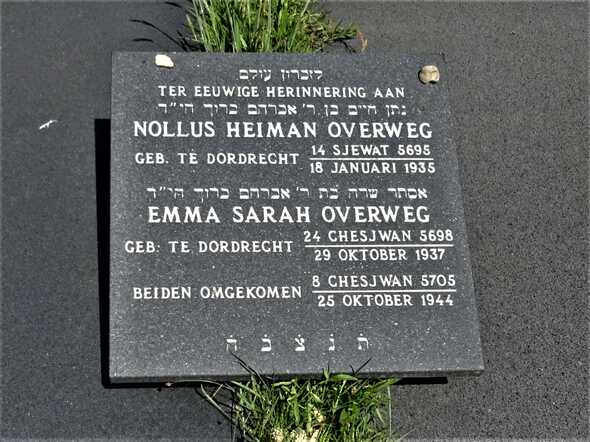 לזכרון עולם
TER EEUWIGE HERINNERING AAN
נתן חיים בן ר׳ אברהם ברוך הי״ד
NOLLUS HEIMAN OVERWEG
GEB. TE DORDRECHT 14 SJEWAT 5695
18 JANUARI 1935
אסתר שרה בת ר׳ אברהם ברוך הי״ד
EMMA SARAH OVERWEG
GEB. TE DORDRECHT 24 CHESJWAN 5698
29 OKTOBER 1937
BEIDEN OMGEKOMEN 8 CHESJWAN 5705
25 OKTOBER 1944
ת נ צ ב ה